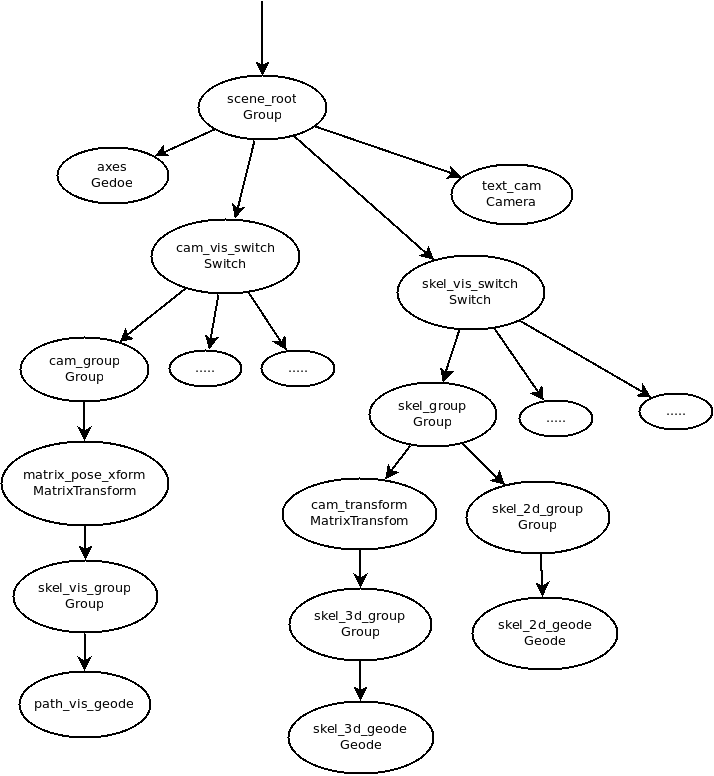 scene_root
Group
axes
Gedoe
text_cam
Camera
cam_vis_switch
Switch
skel_vis_switch
Switch
cam_group
Group
.....
.....
skel_group
Group
.....
.....
matrix_pose_xform
MatrixTransform
cam_transform
MatrixTransfom
skel_2d_group
Group
skel_vis_group
Group
skel_3d_group
Group
skel_2d_geode
Geode
path_vis_geode
skel_3d_geode
Geode